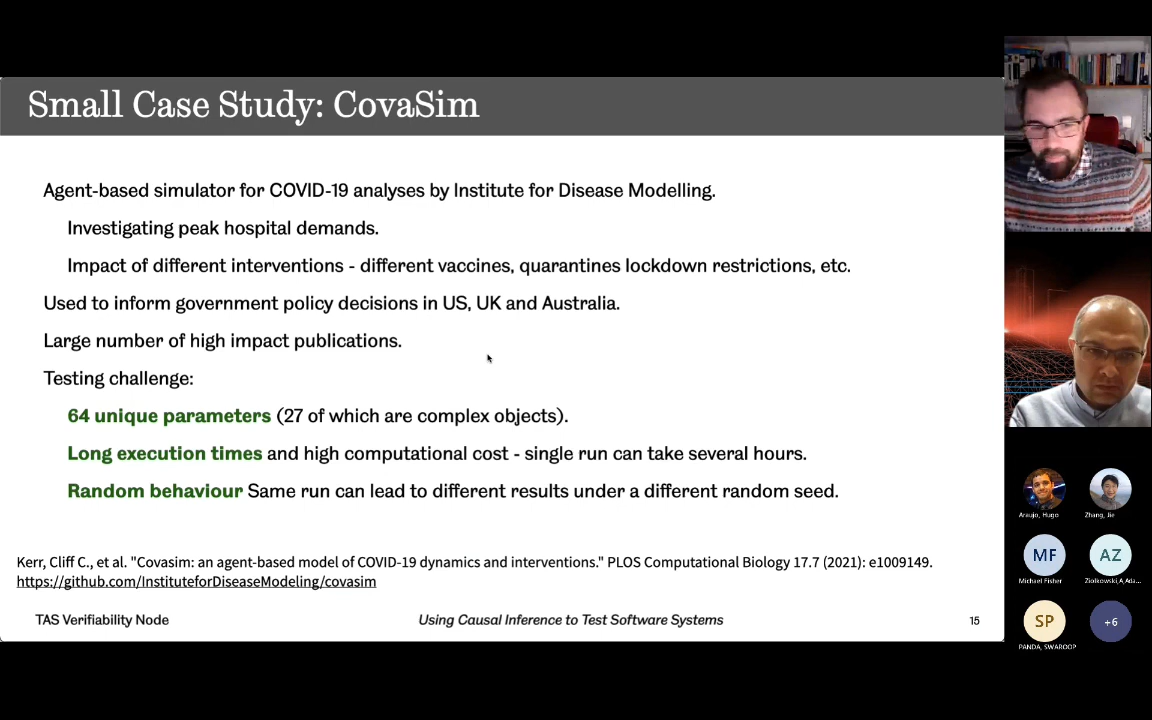 Small Case Study: CovaSim
Agent-based simulator for COVID-19 analyses by Institute for Disease Modelling.
Investigating peak hospital demands.
Impact of different interventions - different vaccines, quarantines lockdown restrictions, etc.
Used to inform government policy decisions in US, UK and Australia.
Large number of high impact publications.
Testing challenge:
64 unique parameters (27 of which are complex objects).
Long execution times and high computational cost - single run can take several hours.
Random behaviour Same run can lead to different results under a different random seed.
Kerr, Cliff C., et al. "Covasim: an agent-based model of COVID-19 dynamics and interventions." PLOS Computational Biology 17.7 (2021): e1009149.
https://github.com/InstituteforDiseaseModeling/covasim
TAS Verifiability Node
Using Causal Inference to Test Software Systems
15
Araujo, Hugo
Zhang, Jie
MF
AZ
Michael Fisher
Ziolkowski,A,Ada...
SP
+6
PANDA, SWAROOP